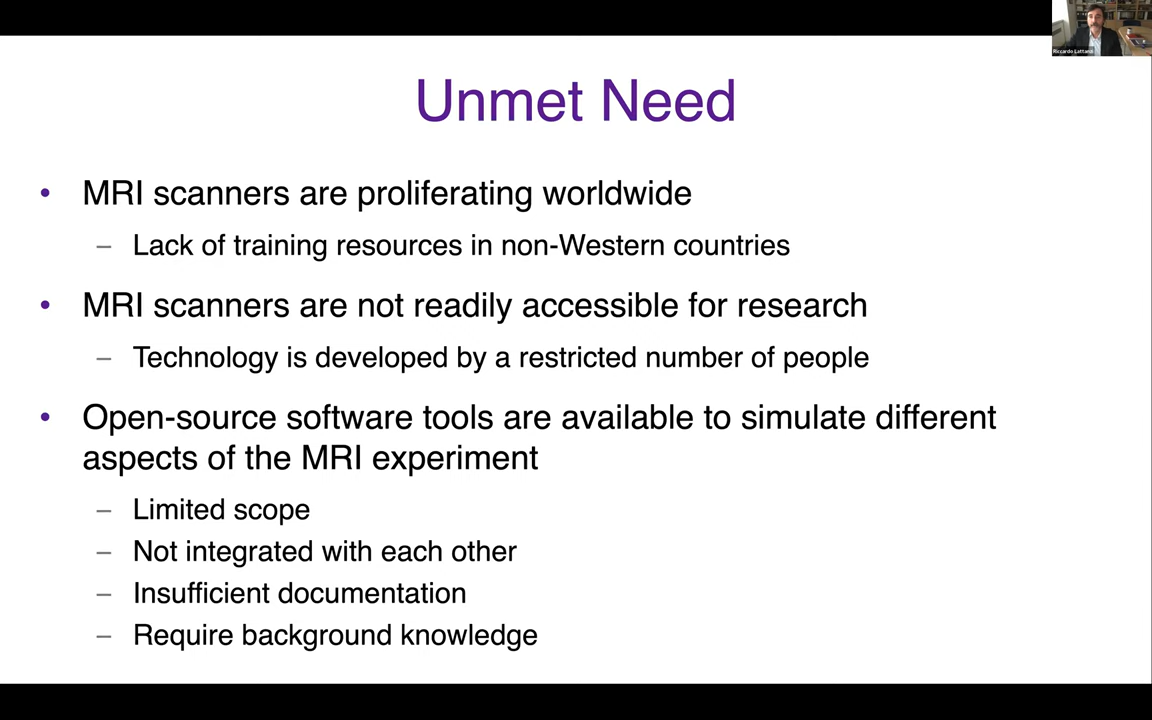 Riccardo Lattanzi
Unmet Need
• MRI scanners are proliferating worldwide
– Lack of training resources in non-Western countries
• MRI scanners are not readily accessible for research
– Technology is developed by a restricted number of people
• Open-source software tools are available to simulate different
aspects of the MRI experiment
– Limited scope
– Not integrated with each other
– Insufficient documentation
– Require background knowledge